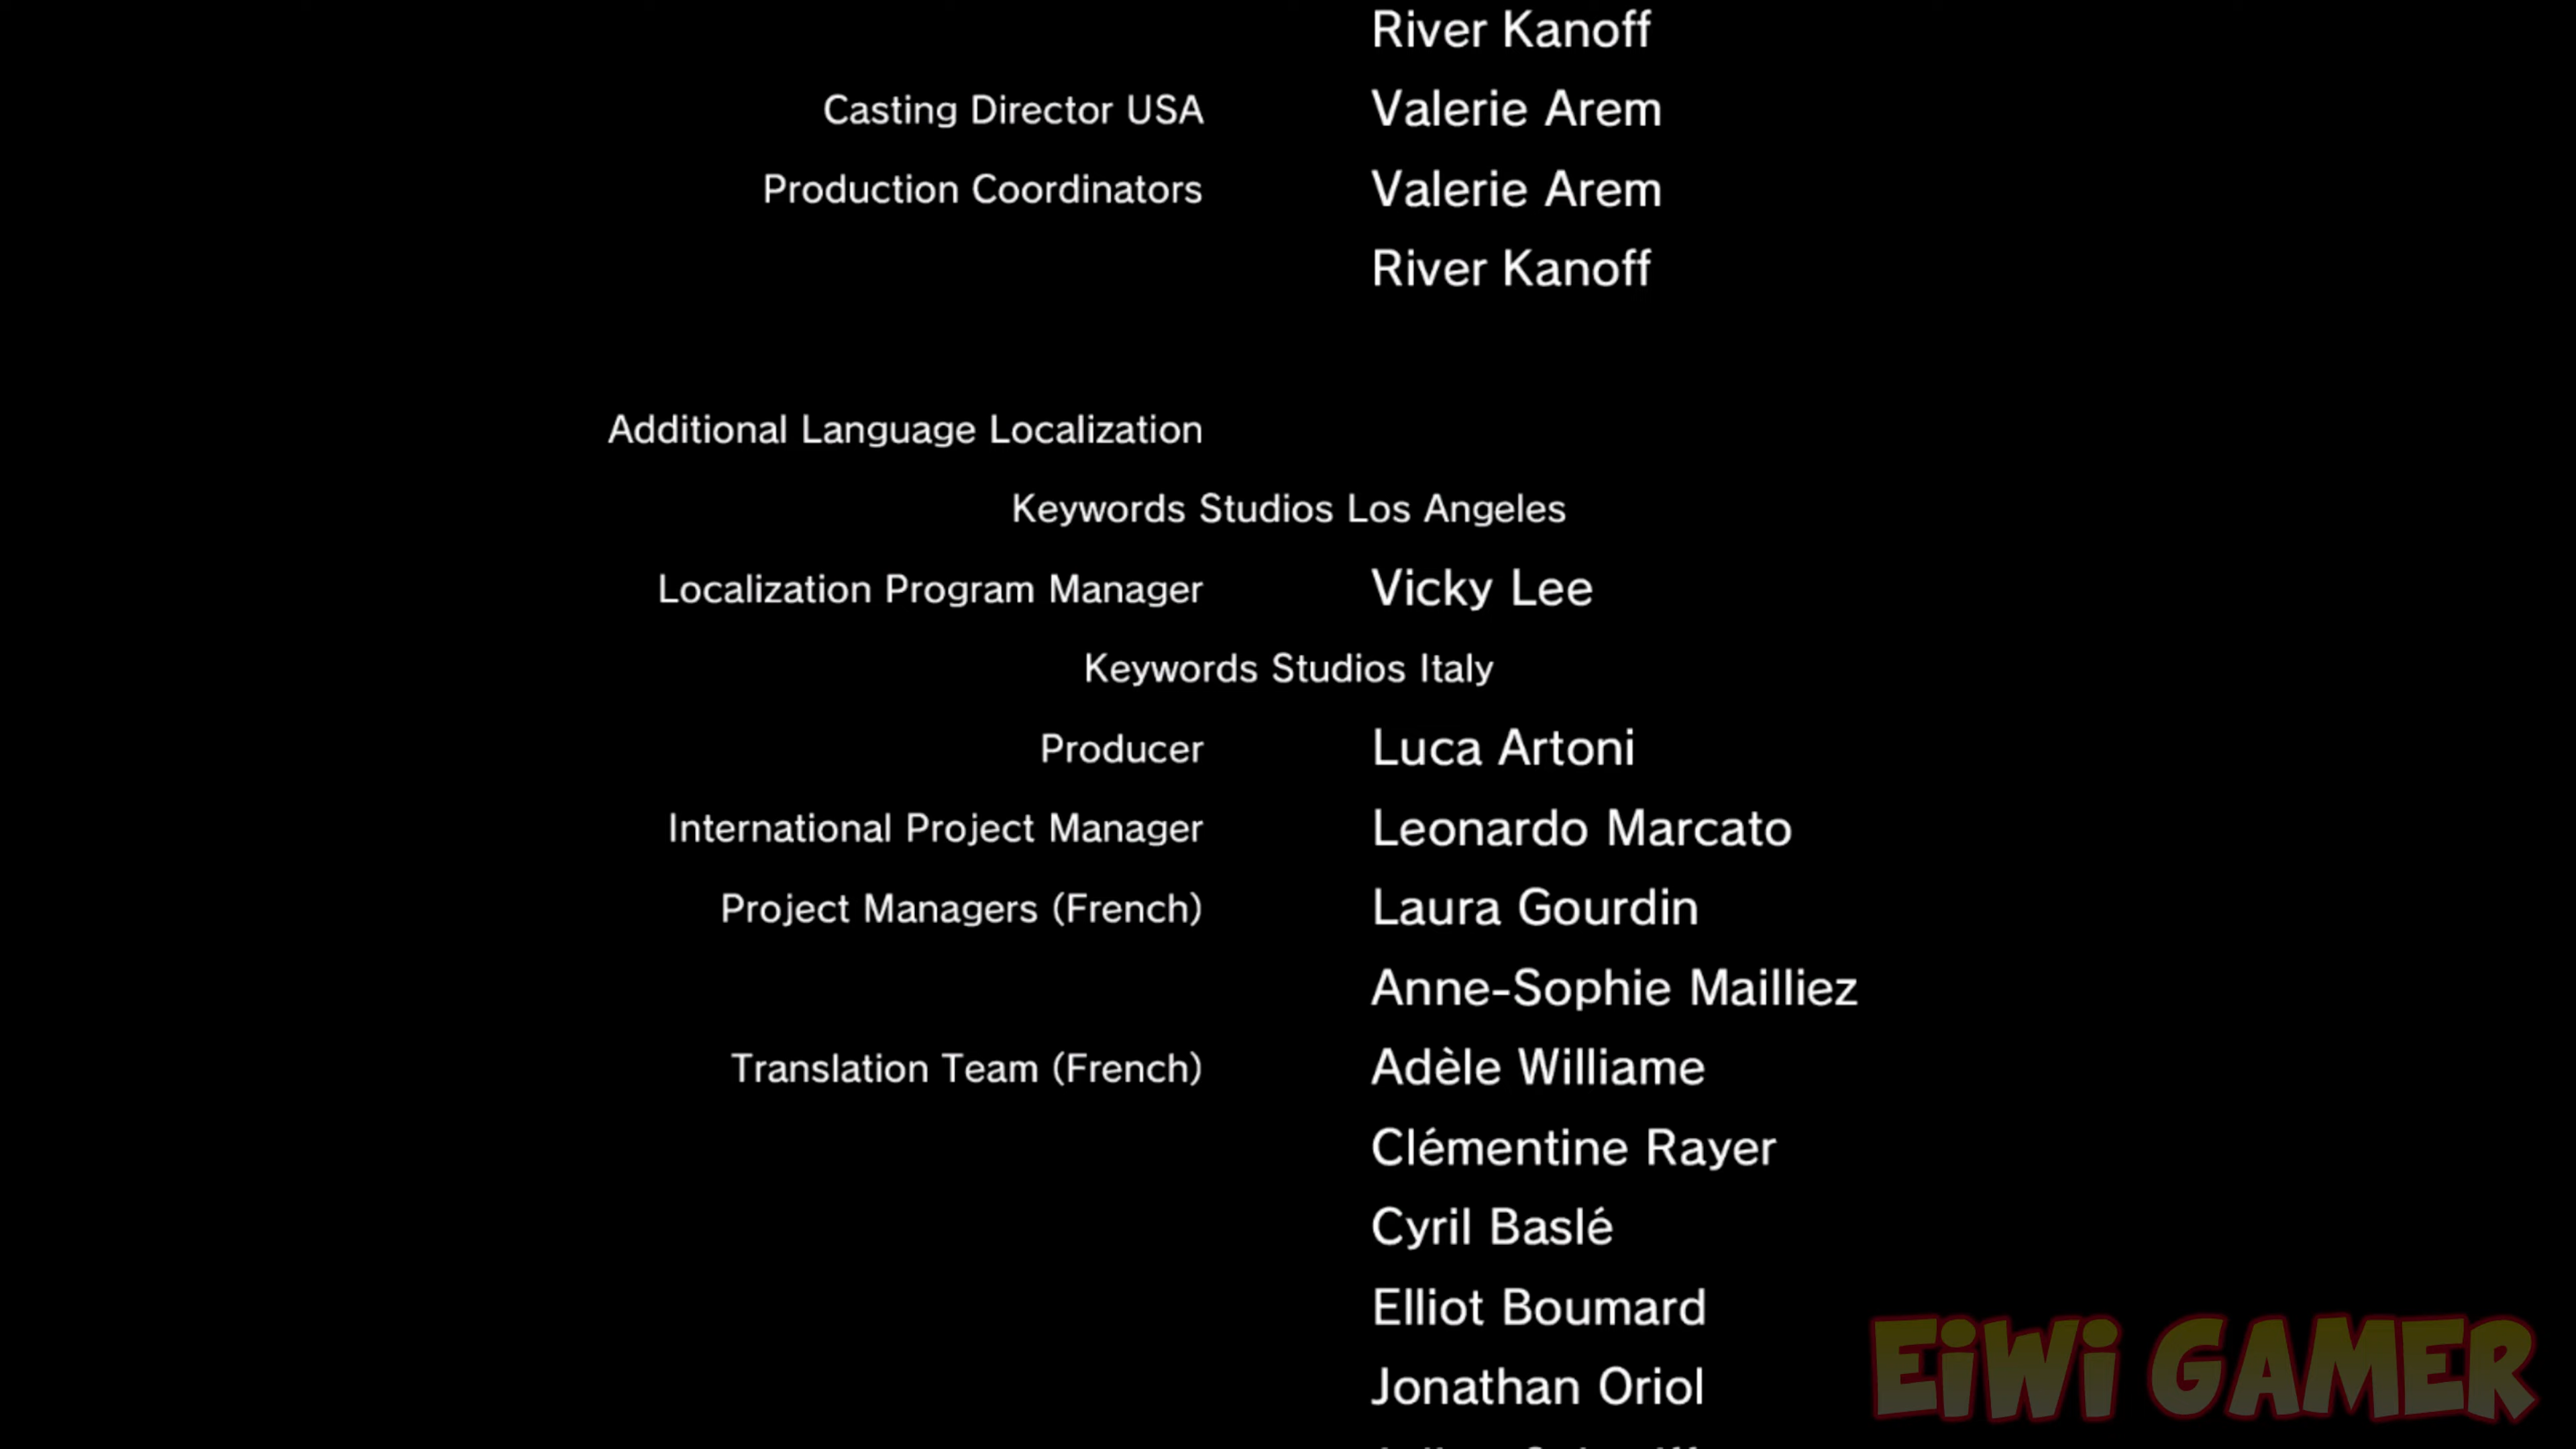 River Kanoff
Casting Director USA Valerie Arem
Production Coordinators Valerie Arem
River Kanoff
Additional Language Localization
Keywords Studios Los Angeles
Localization Program Manager Vicky Lee
Keywords Studios Italy
Producer Luca Artoni
International Project Manager Leonardo Marcato
Project Managers (French) Laura Gourdin
Anne-Sophie Mailliez
Translation Team (French) Adèle Williame
Clémentine Rayer
Cyril Baslé
Elliot Boumard
Jonathan Oriol
EiWi GAMER